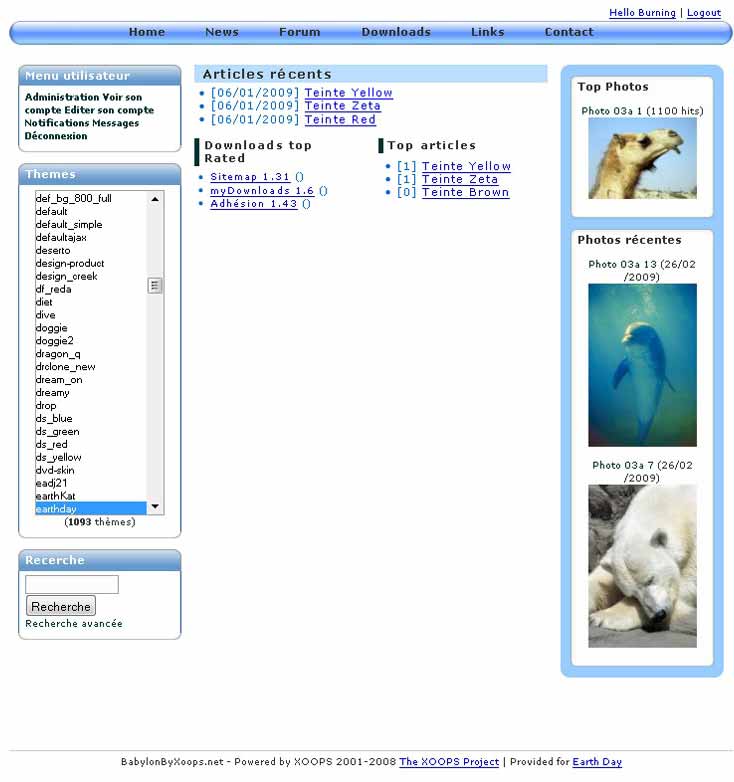 Hello Burning | Logout
Home News Forum Downloads Links Contact
Menu utilisateur
Administration Voir son
compte Editer son compte
Notifications Messages
Déconnexion
Themes
def_bg_800_full
default
default_simple
defaultajax
deserto
design-product
design_creek
df_reda
diet
dive
doggie
doggie2
dragon_q
drclone_new
dream_on
dreamy
drop
ds_blue
ds_green
ds_red
ds_yellow
dvd-skin
eadj21
earthKat
earthday
(1093 thèmes)
Recerche
Recherche
Recherche avancée
Articles récents
[06/01/2009] Teinte Yellow
[06/01/2009] Teinte Zeta
[06/01/2009] Teinte Red
Downloads top
Rated
Sitemap 1.31 ()
myDownloads 1.6 ()
Adhésion 1.43 ()
Top articles
[1] Teinte Yellow
[1] Teinte Zeta
[0] Teinte Brown
Top Photos
Photo 03a 1 (1100 hits)
Photos récentes
Photo 03a 13 (26/02
/2009)
Photo 03a 7 (26/02
/2009)
BabylonByXoops.net - Powered by XOOPS 2001-2008 The XOOPS Project | Provided for Earth Day